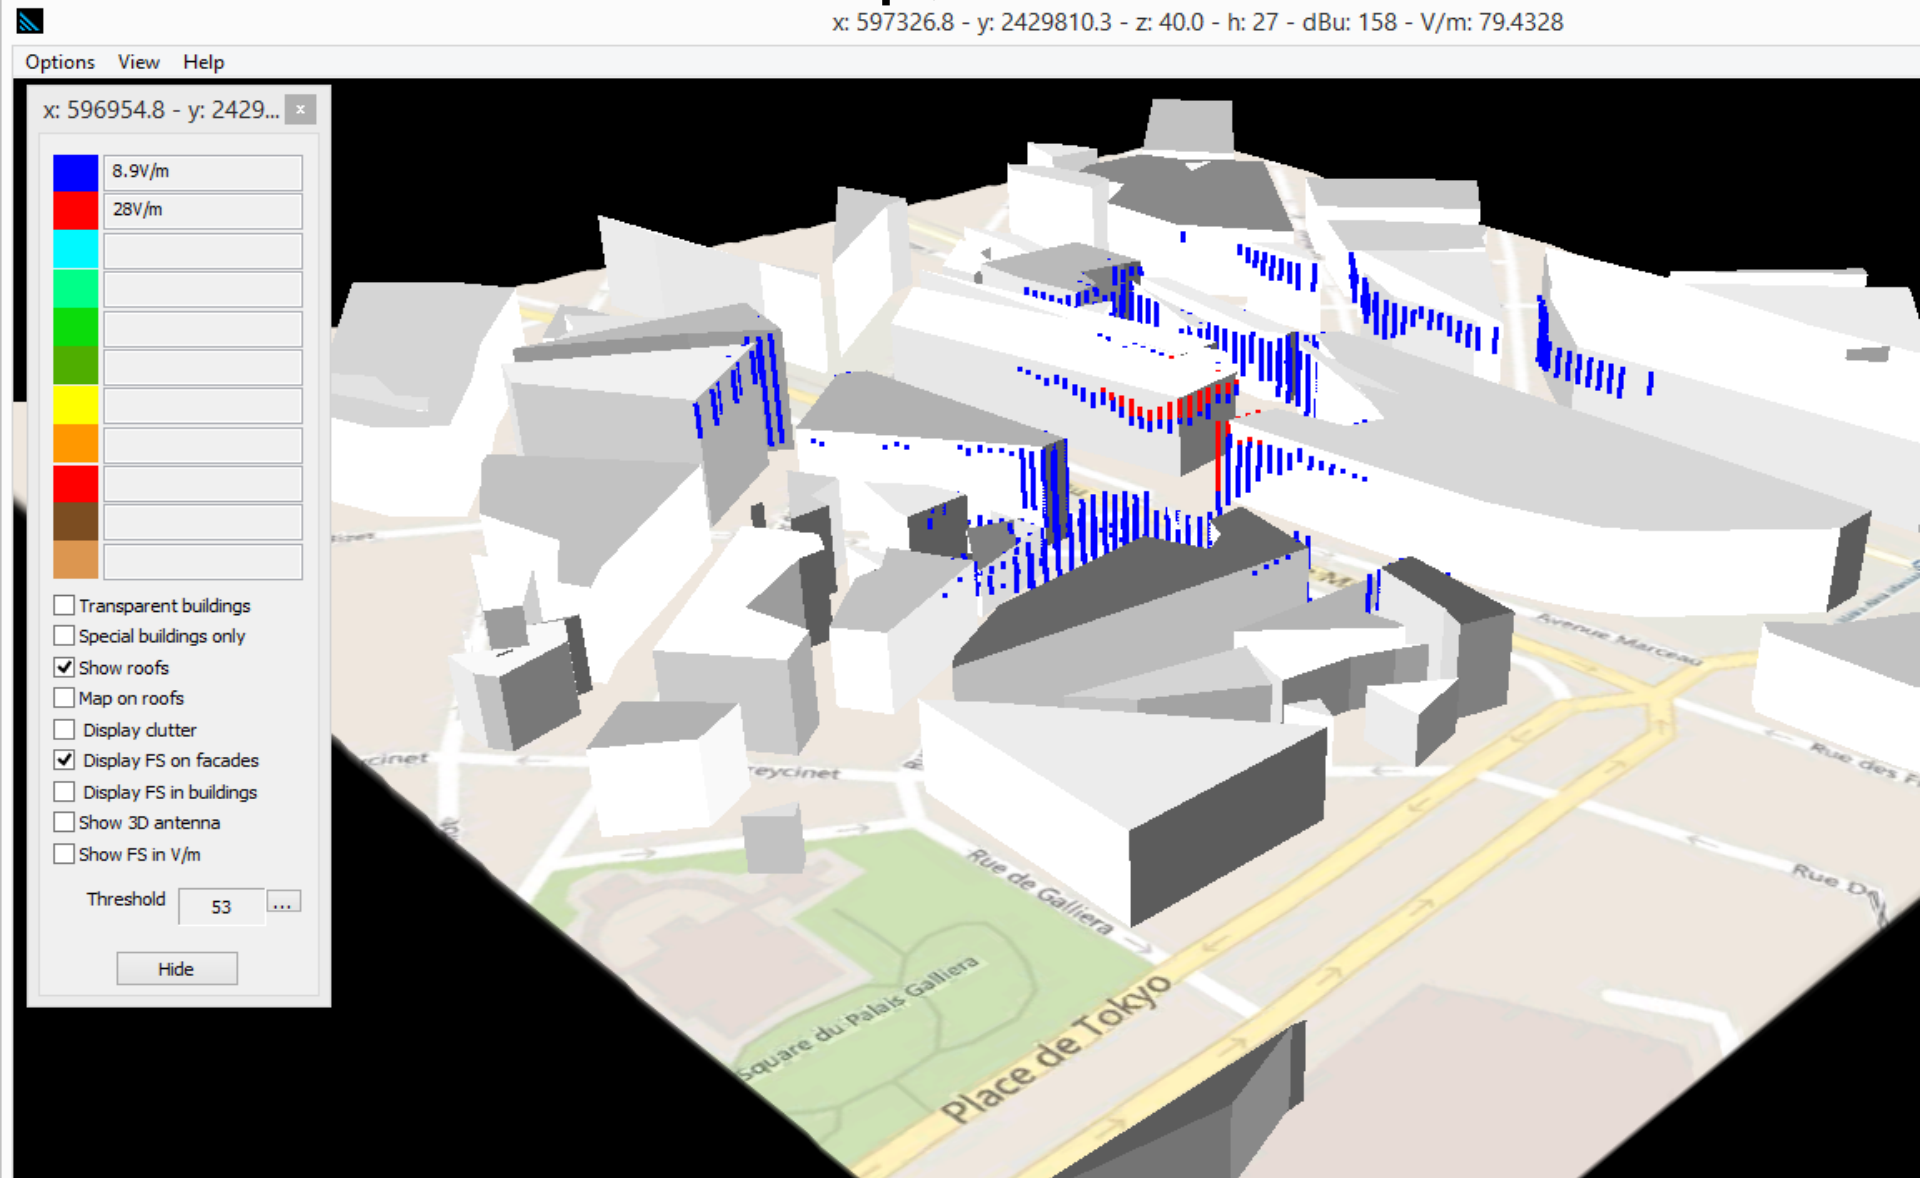 x: 597326.8 - y: 2429810.3 - z: 40.0 - h: 27 - dBu: 158 - V/m: 79.4328
Options View Help
x: 596954.8 - y: 2429... x
8.9V/m
28V/m
Transparent buildings
Special buildings only
Show roofs
Map on roofs
Display clutter
Display FS on facades
Display FS in buildings
Show 3D antenna
Show FS in V/m
Threshold 53 ...
Hide
Avenue Marceau
reycinet
Rue des F
Rue de Galliera
Square du Palais Galliera
Place de Tokyo